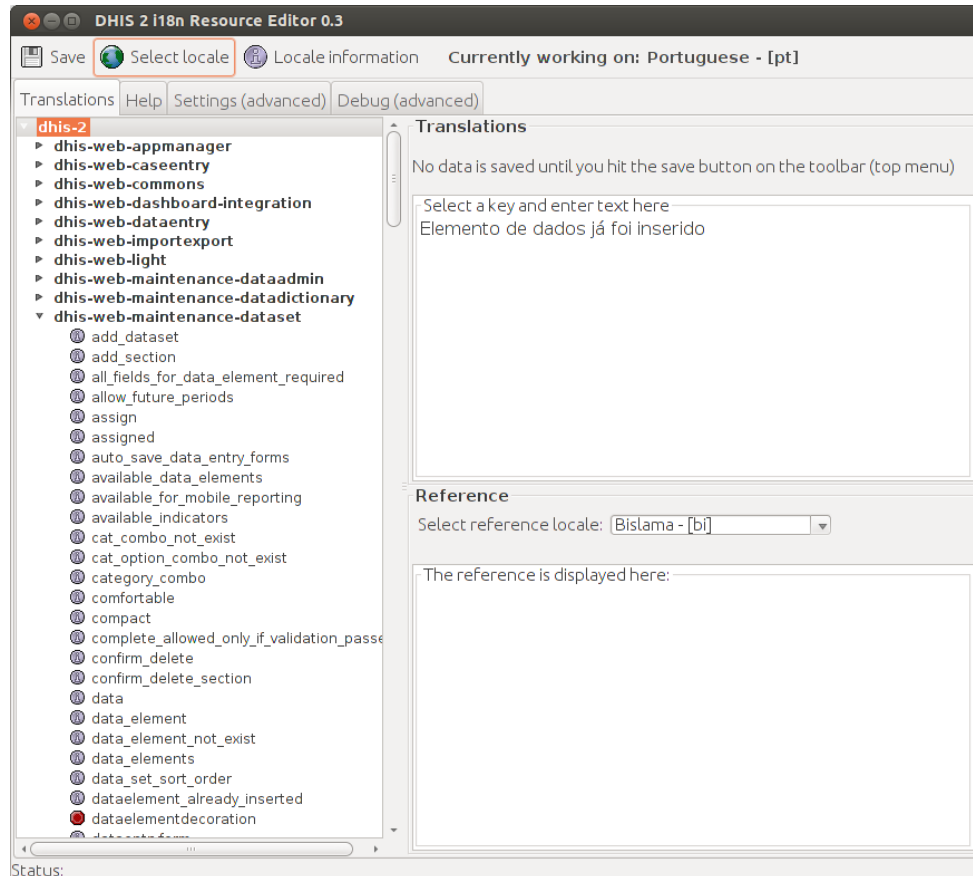 DHIS 2 i18n Resource Editor 0.3
Save Select locale Locale information Currently working on: Portuguese - [pt]
Translations Help Settings (advanced) Debug (advanced)
dhis-2
dhis-web-appmanager
dhis-web-caseentry
dhis-web-commons
dhis-web-dashboard-integration
dhis-web-dataentry
dhis-web-importexport
dhis-web-light
dhis-web-maintenance-dataadmin
dhis-web-maintenance-datadictionary
dhis-web-maintenance-dataset
add_dataset
add_section
all_fields_for_data_element_required
allow_future_periods
assign
assigned
auto_save_data_entry_forms
available_data_elements
available_for_mobile_reporting
available_indicators
cat_combo_not_exist
cat_option_combo_not_exist
category_combo
comfortable
compact
complete_allowed_only_if_validation_passe
confirm_delete
confirm_delete_section
data
data_element
data_element_not_exist
data_elements
data_set_sort_order
dataelement_already_inserted
dataelementdecoration
Translations
No data is saved until you hit the save button on the toolbar (top menu)
Select a key and enter text here
Elemento de dados já foi inserido
Reference
Select reference locale: Bislama - [bi]
The reference is displayed here:
Status: